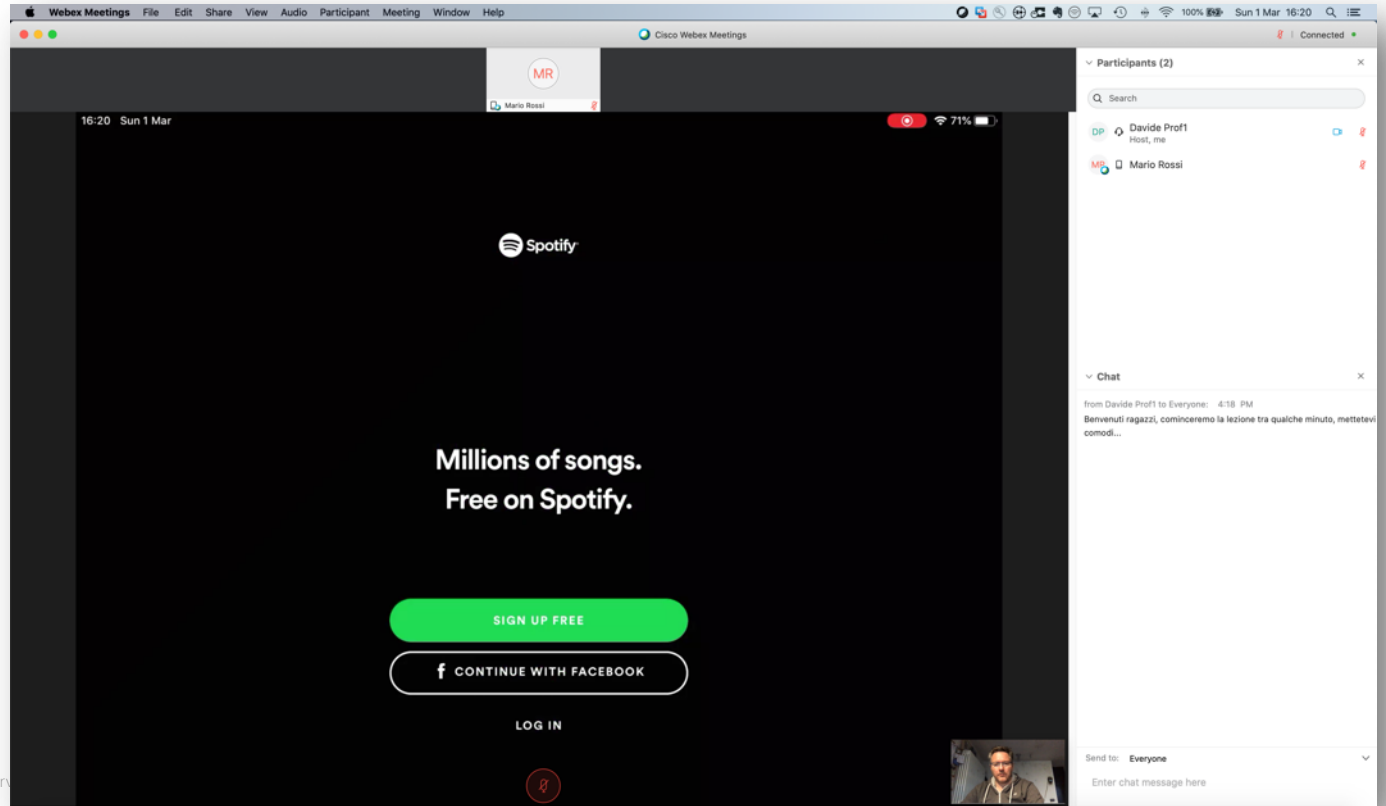 Webex Meetings File Edit Share View Audio Participant Meeting Window Help 100% Sun 1 Mar 16:20
Cisco Webex Meetings
Connected
MR
Mario Rossi
16:20 Sun 1 Mar
71%
Spotify
Millions of songs.
Free on Spotify.
SIGN UP FREE
f CONTINUE WITH FACEBOOK
LOG IN
Participants (2)
Search
DP Davide Prof1
Host, me
MR Mario Rossi
Chat
from Davide Prof1 to Everyone: 4:18 PM
Benvenuti ragazzi, cominceremo la lezione tra qualche minuto, mettetevi
comodi...
Send to: Everyone
Enter chat message here